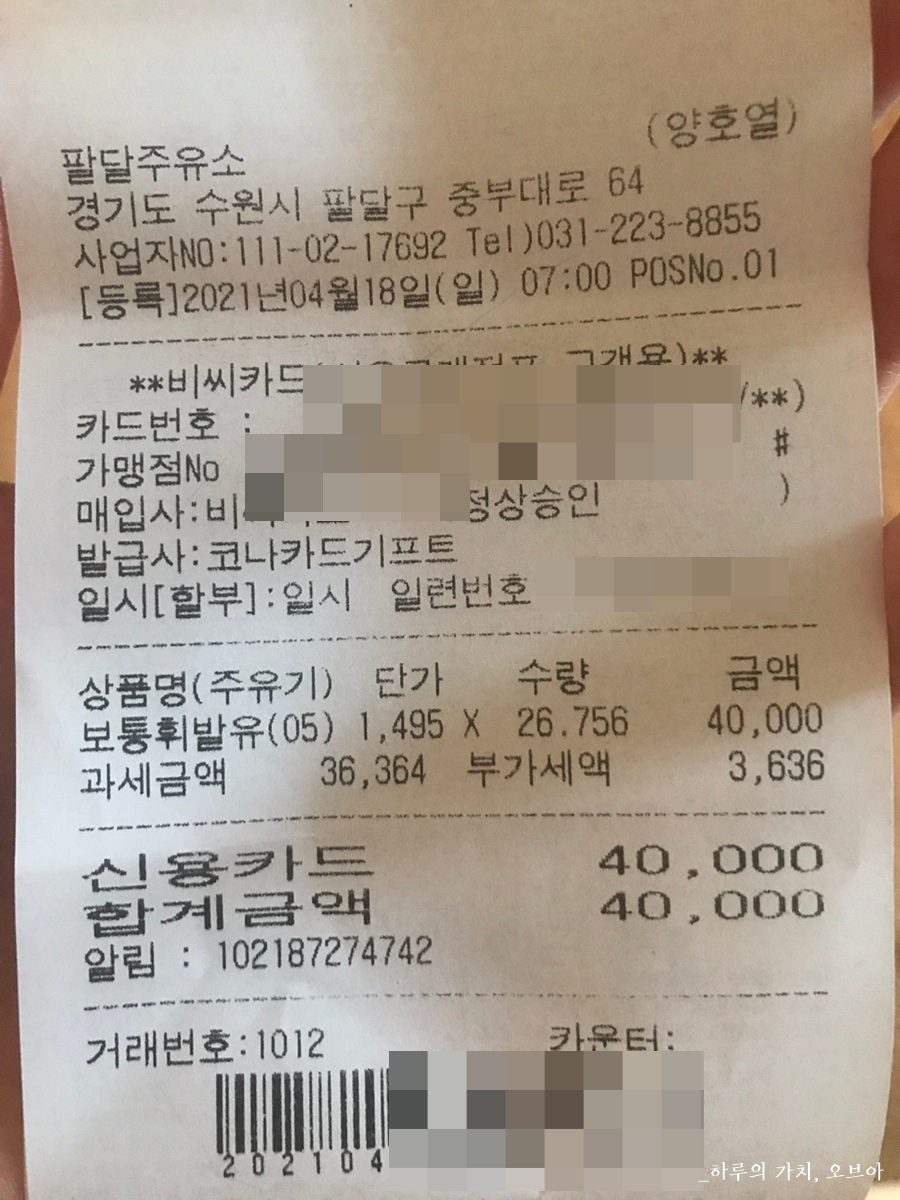 (양호열)
팔달주유소
경기도 수원시 팔달구 중부대로 64
사업자NO:111-02-17692 Tel)031-223-8855
[등록]2021년04월18일(일) 07:00 POSNo.01
**비씨카드( 고객용)**
카드번호 : /**)
가맹점No #
매입사:비 정상승인 )
발급사:코나카드기프트
일시[할부]:일시 일련번호
상품명(주유기) 단가 수량 금액
보통휘발유(05) 1,495 X 26.756 40,000
과세금액 36,364 부가세액 3,636
신용카드 40,000
합계금액 40,000
알림 : 102187274742
거래번호:1012 카운터:
202104
_하루의 가치, 오브아